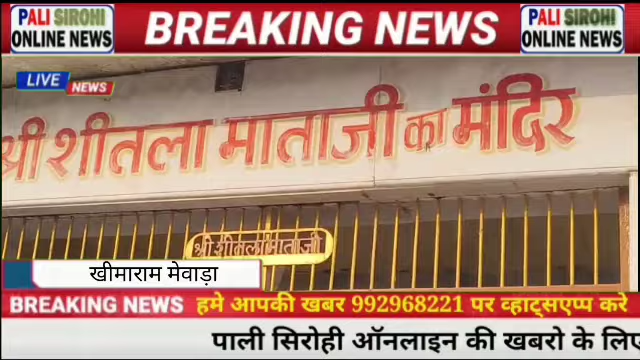 PALI SIROHI
ONLINE NEWS
BREAKING NEWS
PALI SIROHI
ONLINE NEWS
LIVE
NEWS
श्री शीतला माताजी का मंदिर
श्री शीतला माताजी
खीमाराम मेवाड़ा
BREAKING NEWS हमे आपकी खबर 992968221 पर व्हाट्सएप्प करे
पाली सिरोही ऑनलाइन की खबरो के लिए